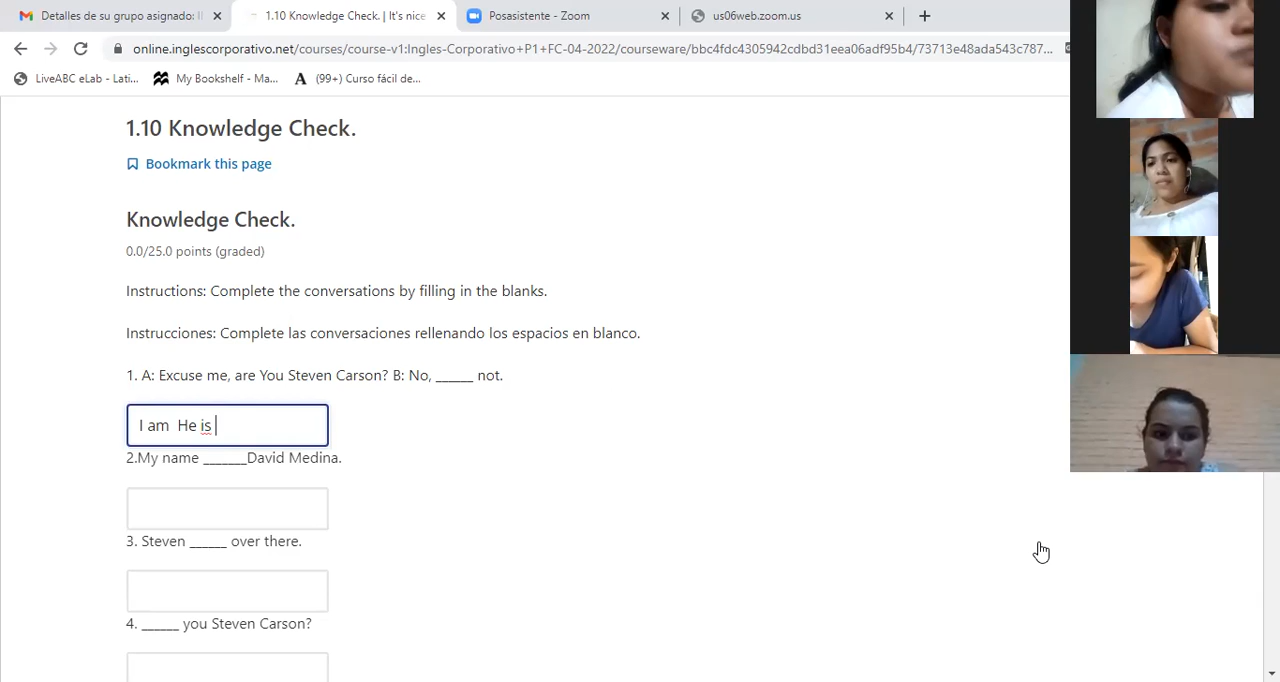 Detalles de su grupo asignado: I
1.10 Knowledge Check. | It's nice
Posasistente - Zoom
us06web.zoom.us
online.inglescorporativo.net/courses/course-v1:Ingles-Corporativo+P1+FC-04-2022/courseware/bbc4fdc4305942cdbd31eea06adf95b4/73713e48ada543c787...
LiveABC eLab - Lati...
My Bookshelf - Ma...
(99+) Curso fácil de...
1.10 Knowledge Check.
Bookmark this page
Knowledge Check.
0.0/25.0 points (graded)
Instructions: Complete the conversations by filling in the blanks.
Instrucciones: Complete las conversaciones rellenando los espacios en blanco.
1. A: Excuse me, are You Steven Carson? B: No, ______ not.
I am  He is
2.My name _______David Medina.
3. Steven ______ over there.
4. ______ you Steven Carson?